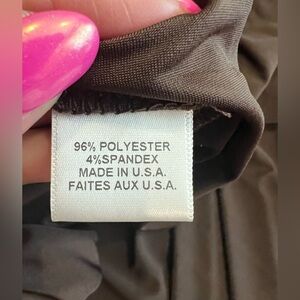 96% POLYESTER
4%SPANDEX
MADE IN U.S.A.
FAITES AUX U.S.A.